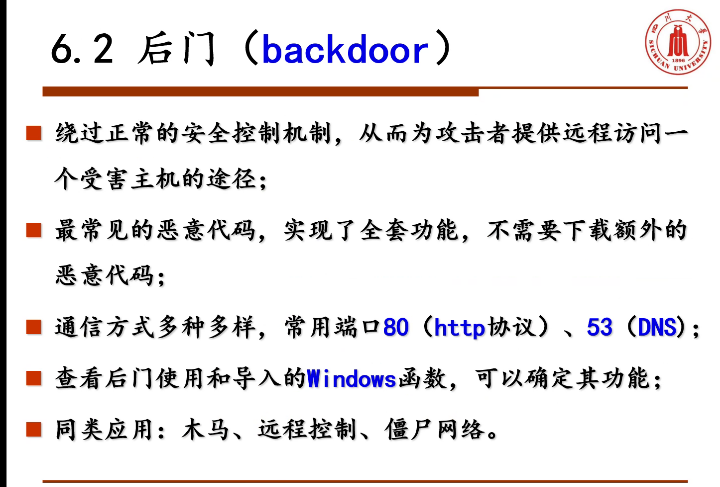 6.2 后门（backdoor）
四川大学
SICHUAN UNIVERSITY
1896
绕过正常的安全控制机制，从而为攻击者提供远程访问一
个受害主机的途径；
最常见的恶意代码，实现了全套功能，不需要下载额外的
恶意代码；
通信方式多种多样，常用端口80（http协议）、53（DNS）；
查看后门使用和导入的Windows函数，可以确定其功能；
同类应用：木马、远程控制、僵尸网络。